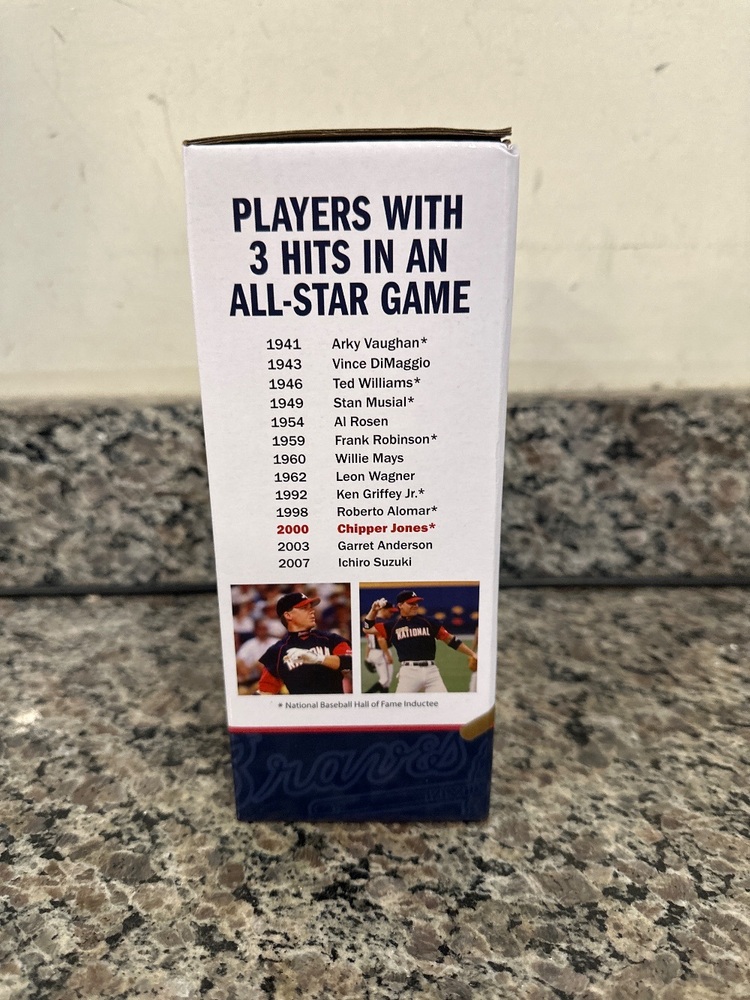 PLAYERS WITH
3 HITS IN AN
ALL-STAR GAME
1941 Arky Vaughan*
1943 Vince DiMaggio
1946 Ted Williams*
1949 Stan Musial*
1954 Al Rosen
1959 Frank Robinson*
1960 Willie Mays
1962 Leon Wagner
1992 Ken Griffey Jr.*
1998 Roberto Alomar*
2000 Chipper Jones*
2003 Garret Anderson
2007 Ichiro Suzuki
NATIONAL
* National Baseball Hall of Fame Inductee
Braves